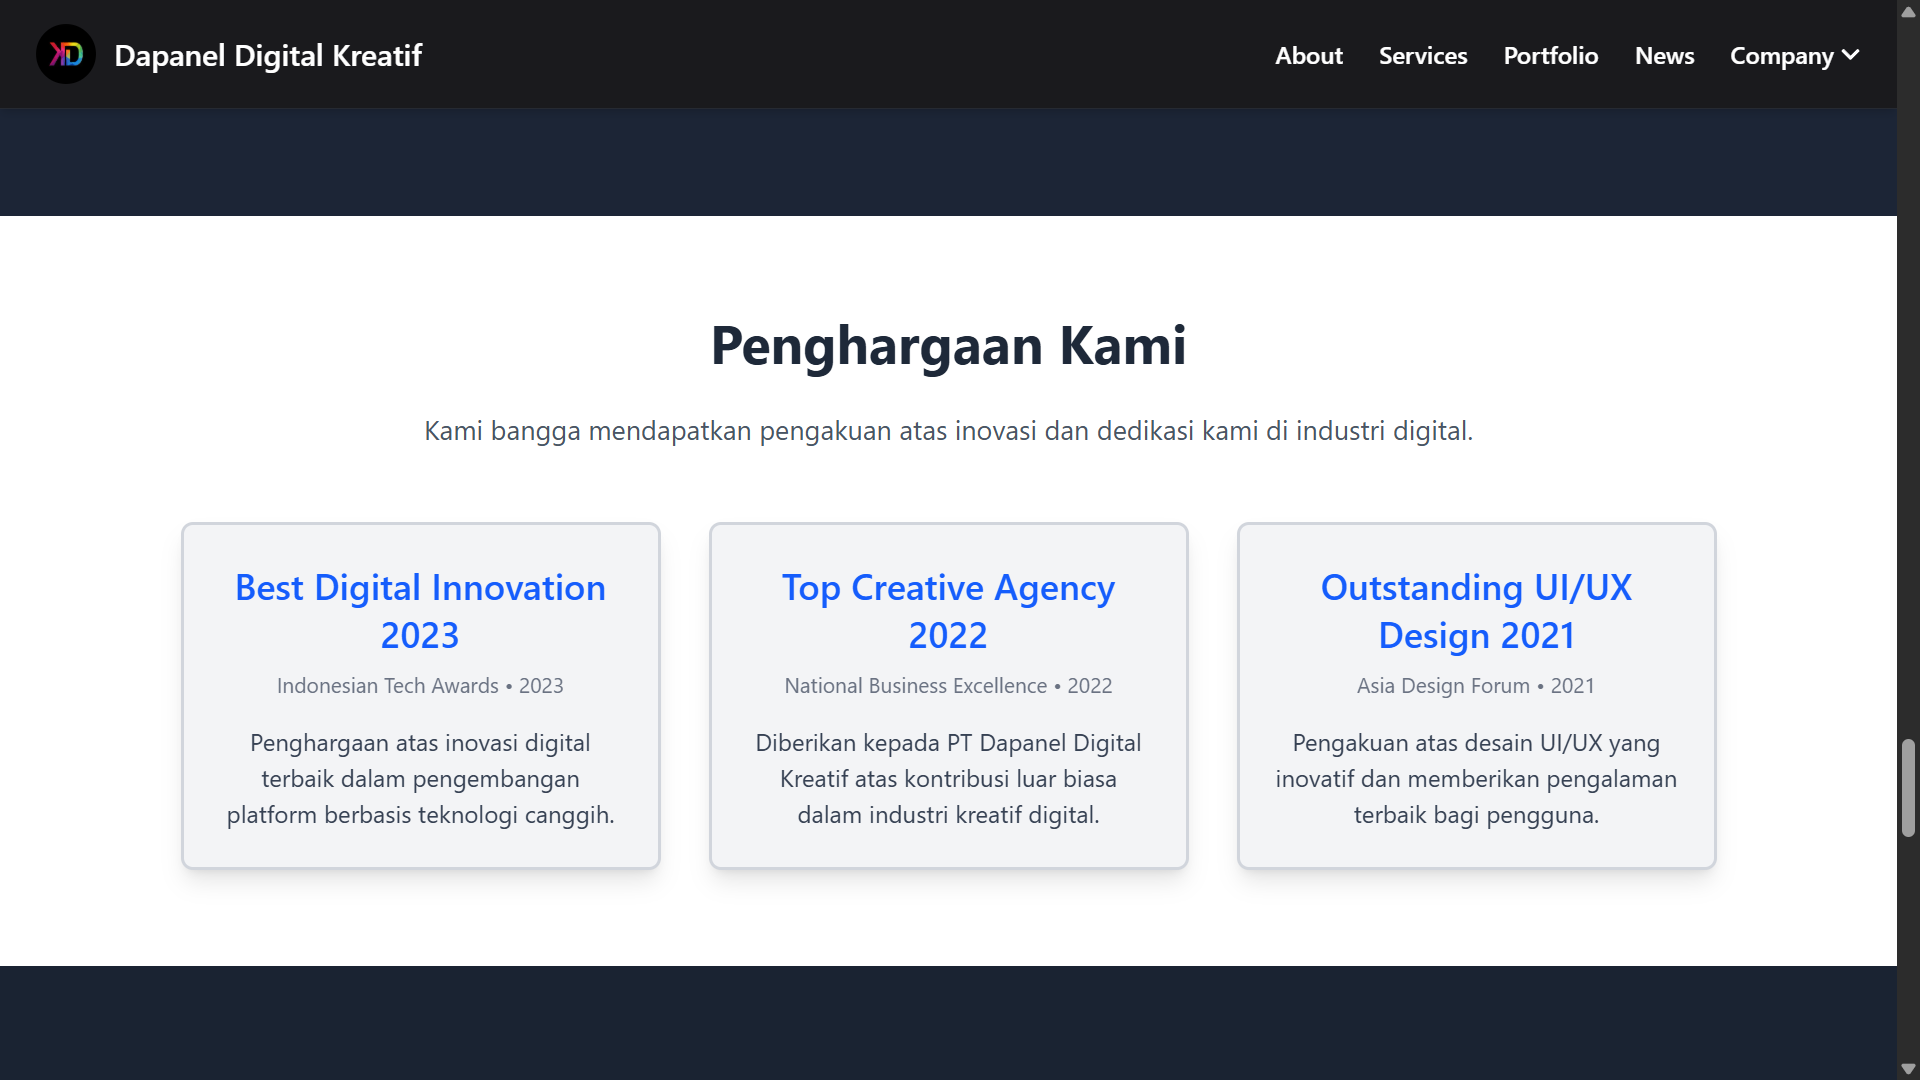 KD
Dapanel Digital Kreatif
About
Services
Portfolio
News
Company
Penghargaan Kami
Kami bangga mendapatkan pengakuan atas inovasi dan dedikasi kami di industri digital.
Best Digital Innovation
2023
Indonesian Tech Awards • 2023
Penghargaan atas inovasi digital
terbaik dalam pengembangan
platform berbasis teknologi canggih.
Top Creative Agency
2022
National Business Excellence • 2022
Diberikan kepada PT Dapanel Digital
Kreatif atas kontribusi luar biasa
dalam industri kreatif digital.
Outstanding UI/UX
Design 2021
Asia Design Forum • 2021
Pengakuan atas desain UI/UX yang
inovatif dan memberikan pengalaman
terbaik bagi pengguna.